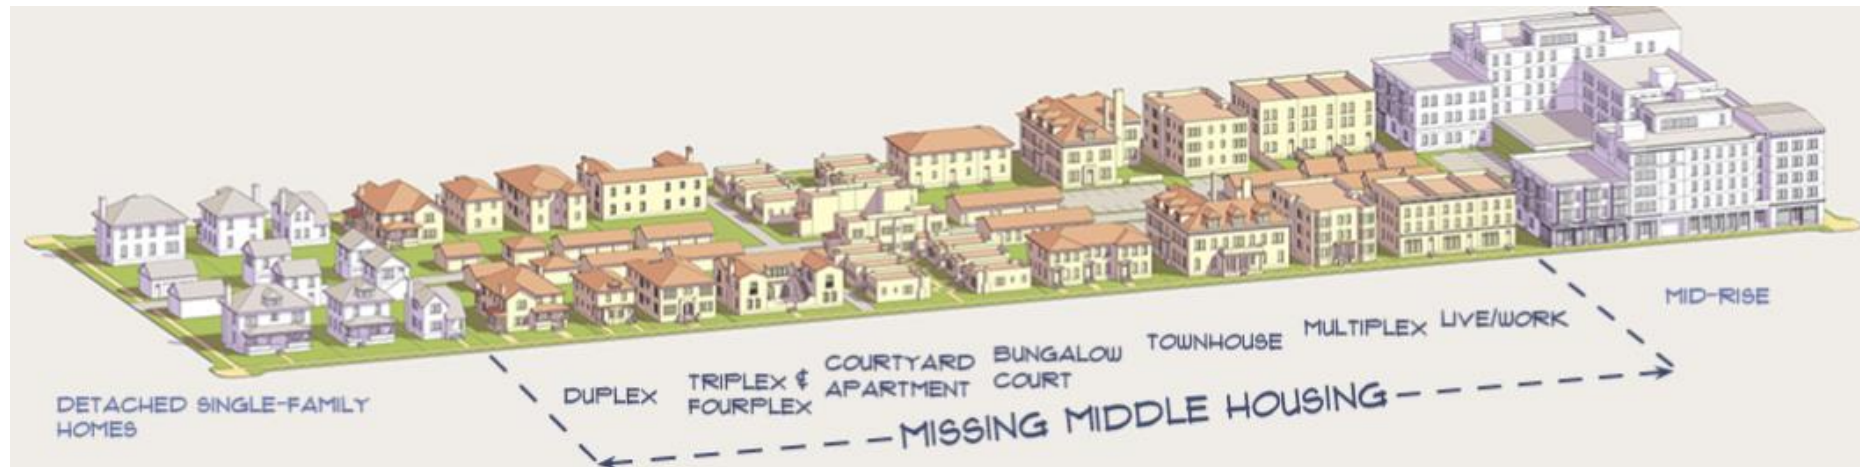 DETACHED SINGLE-FAMILY
HOMES
DUPLEX
TRIPLEX &
FOURPLEX
COURTYARD
APARTMENT
BUNGALOW
COURT
TOWNHOUSE
MULTIPLEX
LIVE/WORK
MID-RISE
MISSING MIDDLE HOUSING